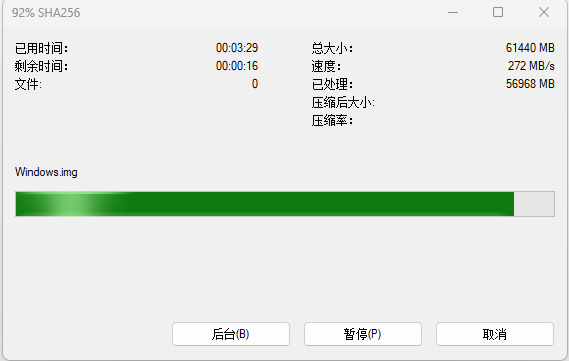 92% SHA256
已用时间： 00:03:29 总大小： 61440 MB
剩余时间： 00:00:16 速度： 272 MB/s
文件: 0 已处理： 56968 MB
压缩后大小:
压缩率：
Windows.img
后台(B) 暂停(P) 取消